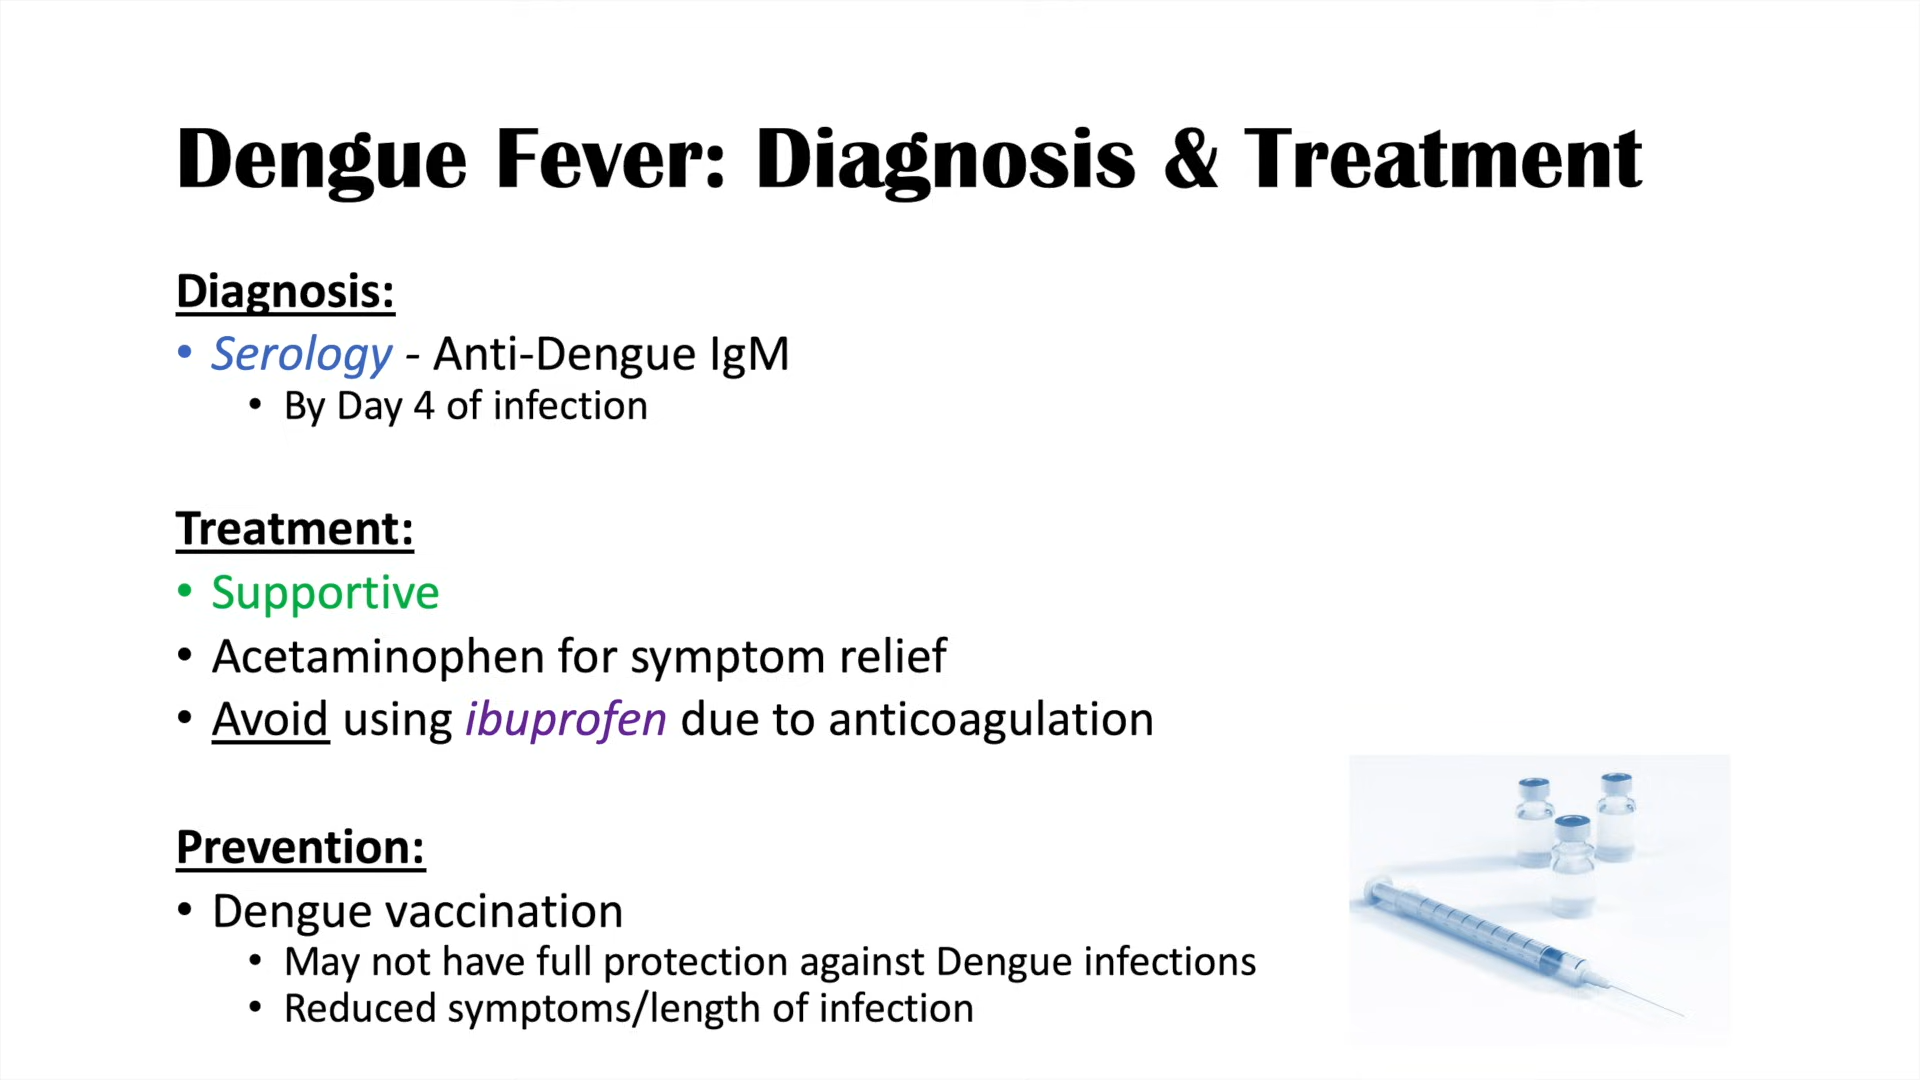 Dengue Fever: Diagnosis & Treatment
Diagnosis:
• Serology - Anti-Dengue IgM
• By Day 4 of infection
Treatment:
• Supportive
• Acetaminophen for symptom relief
• Avoid using ibuprofen due to anticoagulation
Prevention:
• Dengue vaccination
• May not have full protection against Dengue infections
• Reduced symptoms/length of infection